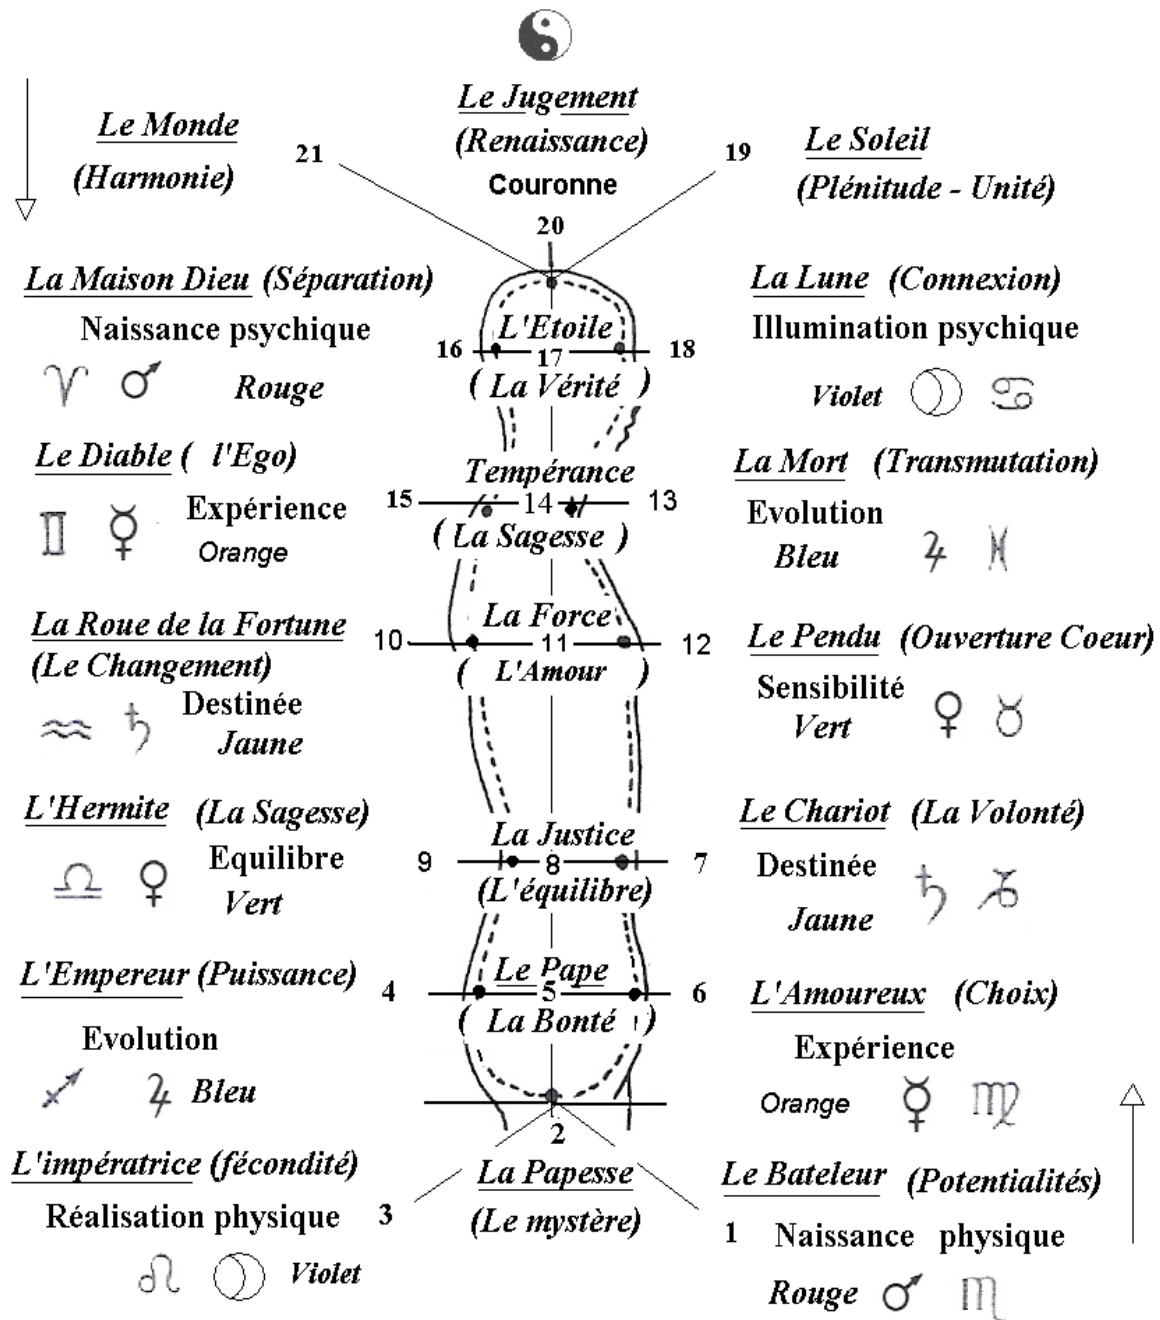 Le Jugement
(Renaissance)
Couronne
20
Le Monde
(Harmonie)
21
19
Le Soleil
(Plénitude - Unité)
La Maison Dieu (Séparation)
Naissance psychique
Rouge
16
L'Etoile
17
( La Vérité )
18
La Lune (Connexion)
Illumination psychique
Violet
Le Diable ( l'Ego)
Expérience
Orange
15
Tempérance
14
( La Sagesse )
13
La Mort (Transmutation)
Evolution
Bleu
La Roue de la Fortune
(Le Changement)
Destinée
Jaune
10
La Force
11
( L'Amour )
12
Le Pendu (Ouverture Coeur)
Sensibilité
Vert
L'Hermite (La Sagesse)
Equilibre
Vert
9
La Justice
8
(L'équilibre)
7
Le Chariot (La Volonté)
Destinée
Jaune
L'Empereur (Puissance)
Evolution
Bleu
4
Le Pape
5
( La Bonté )
6
L'Amoureux (Choix)
Expérience
Orange
L'impératrice (fécondité)
Réalisation physique
3
Violet
2
La Papesse
(Le mystère)
Le Bateleur (Potentialités)
1
Naissance physique
Rouge